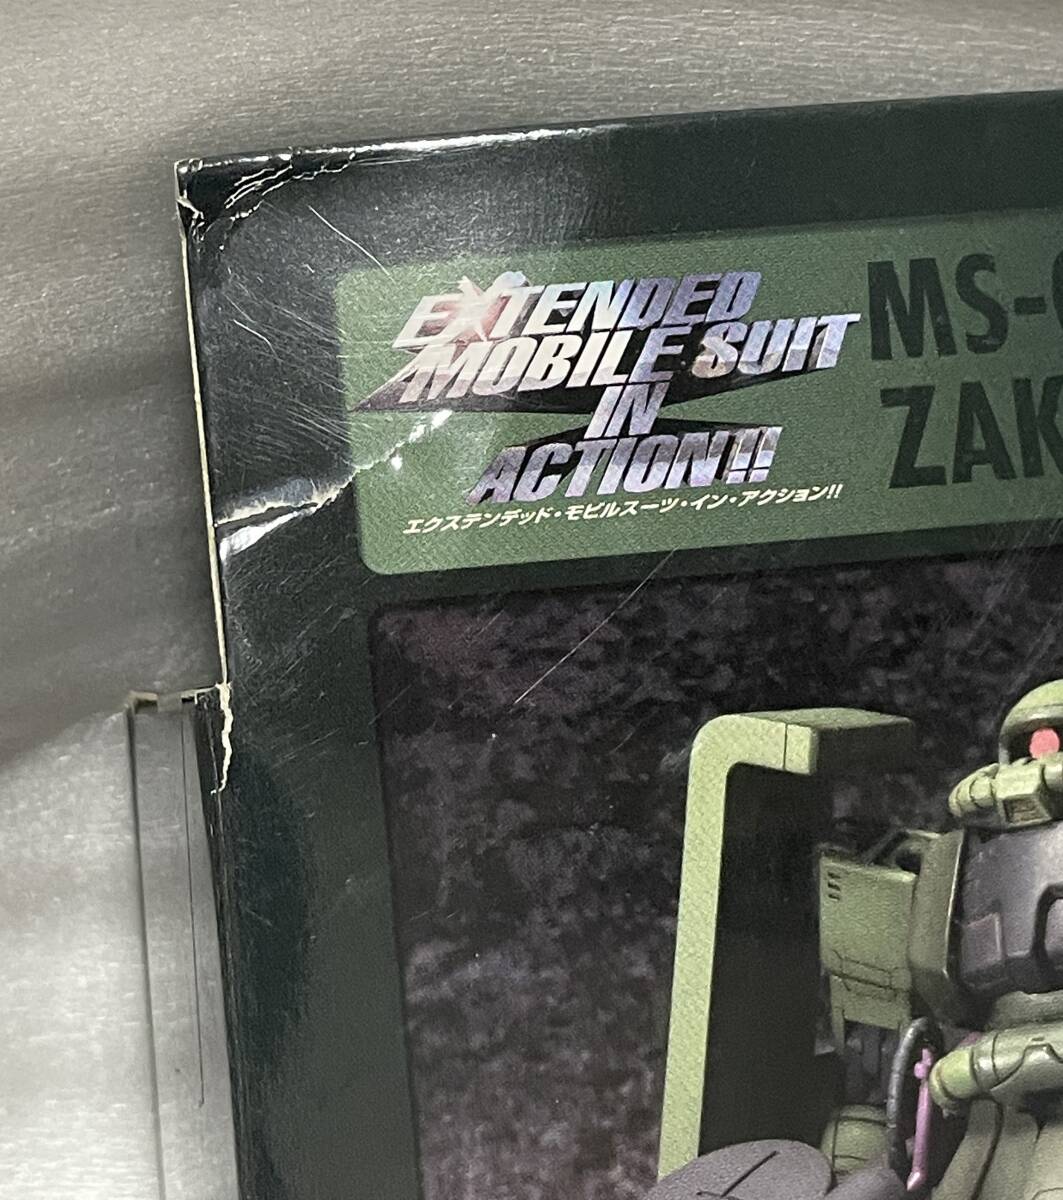 EXTENDED
MOBILE SUIT
IN
ACTION!!
エクステンデッド・モビルスーツ・イン・アクション!!
MS-
ZAK